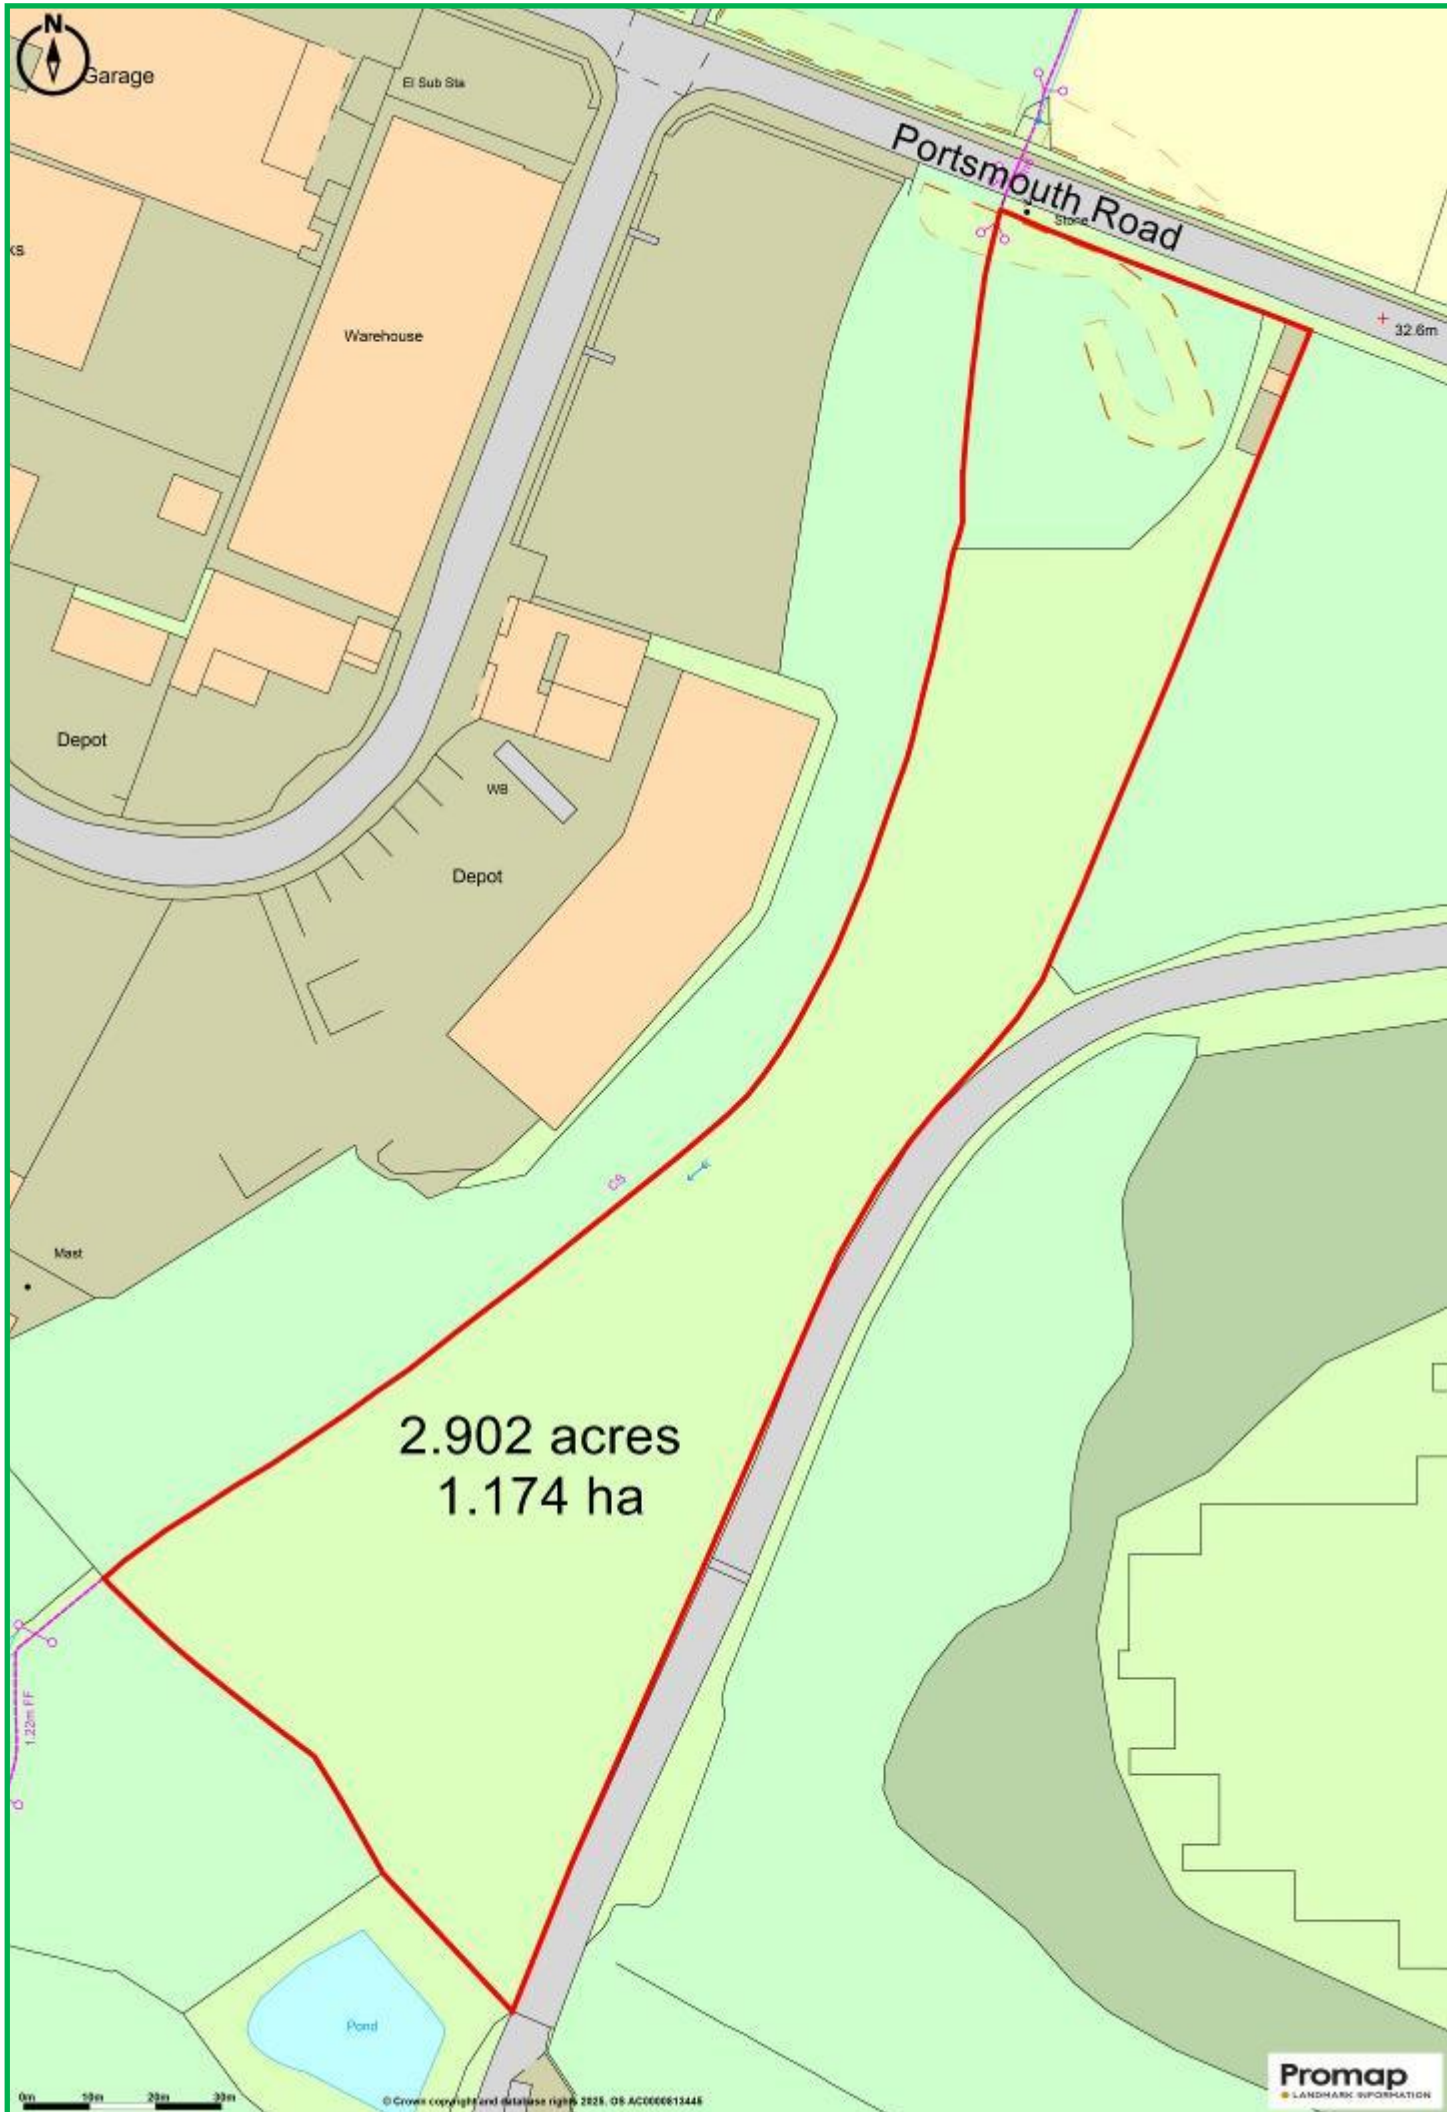 N
Garage
El Sub Sta
Portsmouth Road
Stone
32.6m
ks
Warehouse
Depot
WB
Depot
CS
Mast
2.902 acres
1.174 ha
1.22m FF
Pond
0m 10m 20m 30m
© Crown copyright and database rights 2025. OS AC0000813445
Promap
LANDMARK INFORMATION